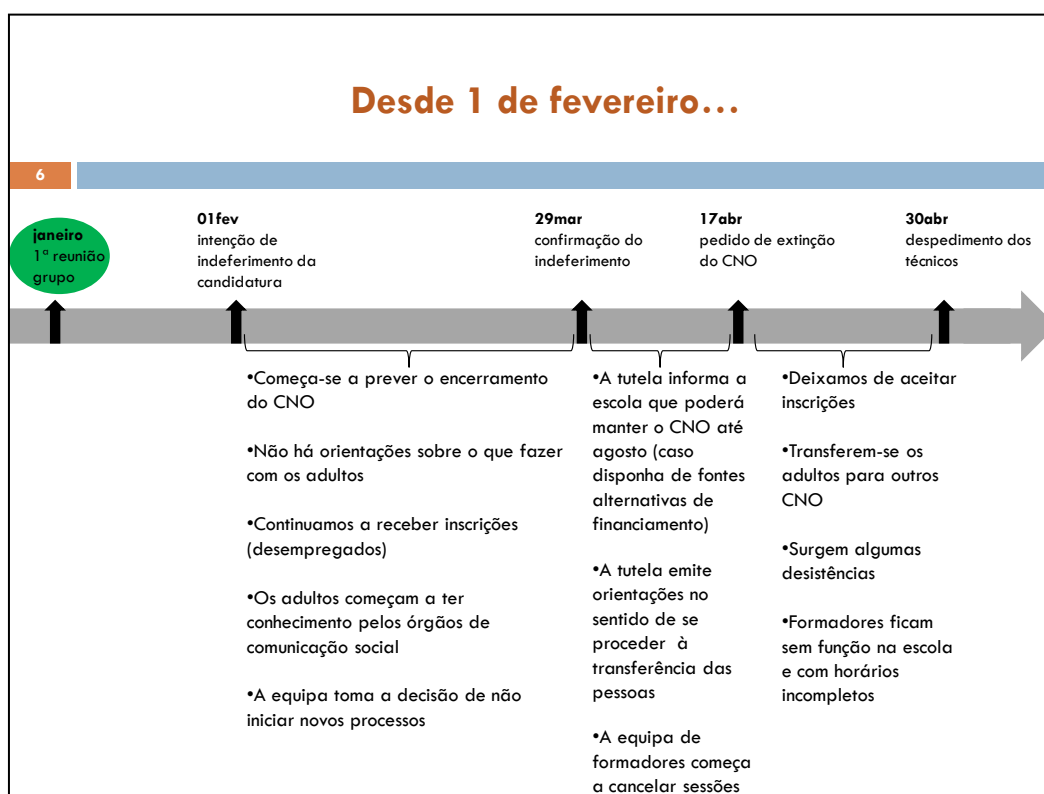 Desde 1 de fevereiro...
6
janeiro
1ª reunião
grupo
01fev
intenção de
indeferimento da
candidatura
29mar
confirmação do
indeferimento
17abr
pedido de extinção
do CNO
30abr
despedimento dos
técnicos
•Começa-se a prever o encerramento
do CNO
•Não há orientações sobre o que fazer
com os adultos
•Continuamos a receber inscrições
(desempregados)
•Os adultos começam a ter
conhecimento pelos órgãos de
comunicação social
•A equipa toma a decisão de não
iniciar novos processos
•A tutela informa a
escola que poderá
manter o CNO até
agosto (caso
disponha de fontes
alternativas de
financiamento)
•A tutela emite
orientações no
sentido de se
proceder à
transferência das
pessoas
•A equipa de
formadores começa
a cancelar sessões
•Deixamos de aceitar
inscrições
•Transferem-se os
adultos para outros
CNO
•Surgem algumas
desistências
•Formadores ficam
sem função na escola
e com horários
incompletos